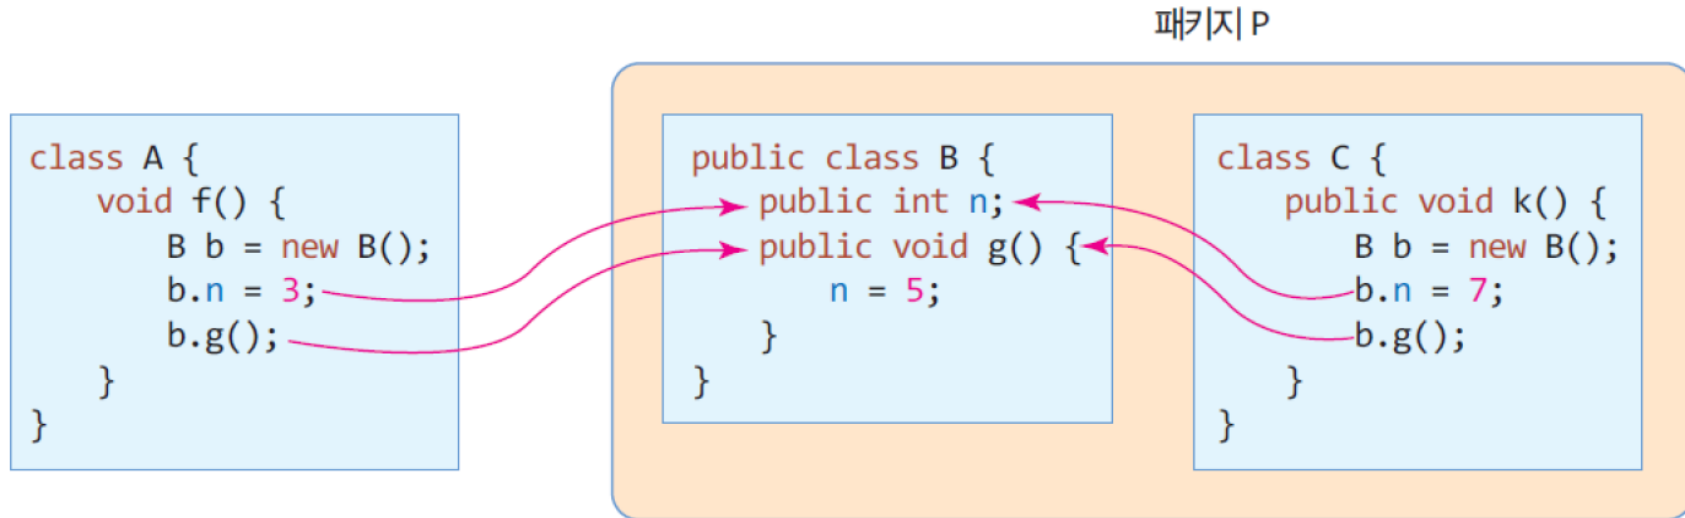 패키지 P
class A {
void f() {
B b = new B();
b.n = 3;
b.g();
}
}
public class B {
public int n;
public void g() {
n = 5;
}
}
class C {
public void k() {
B b = new B();
b.n = 7;
b.g();
}
}